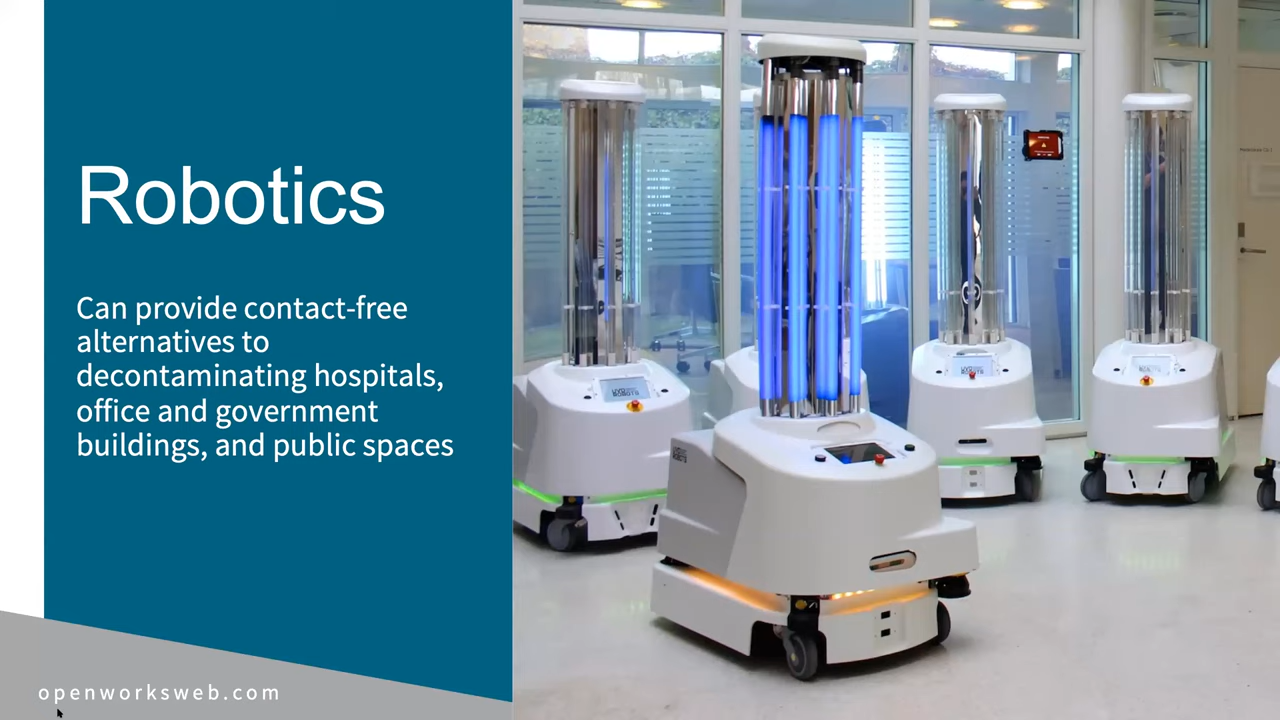 Robotics
Can provide contact-free
alternatives to
decontaminating hospitals,
office and government
buildings, and public spaces
openworksweb.com